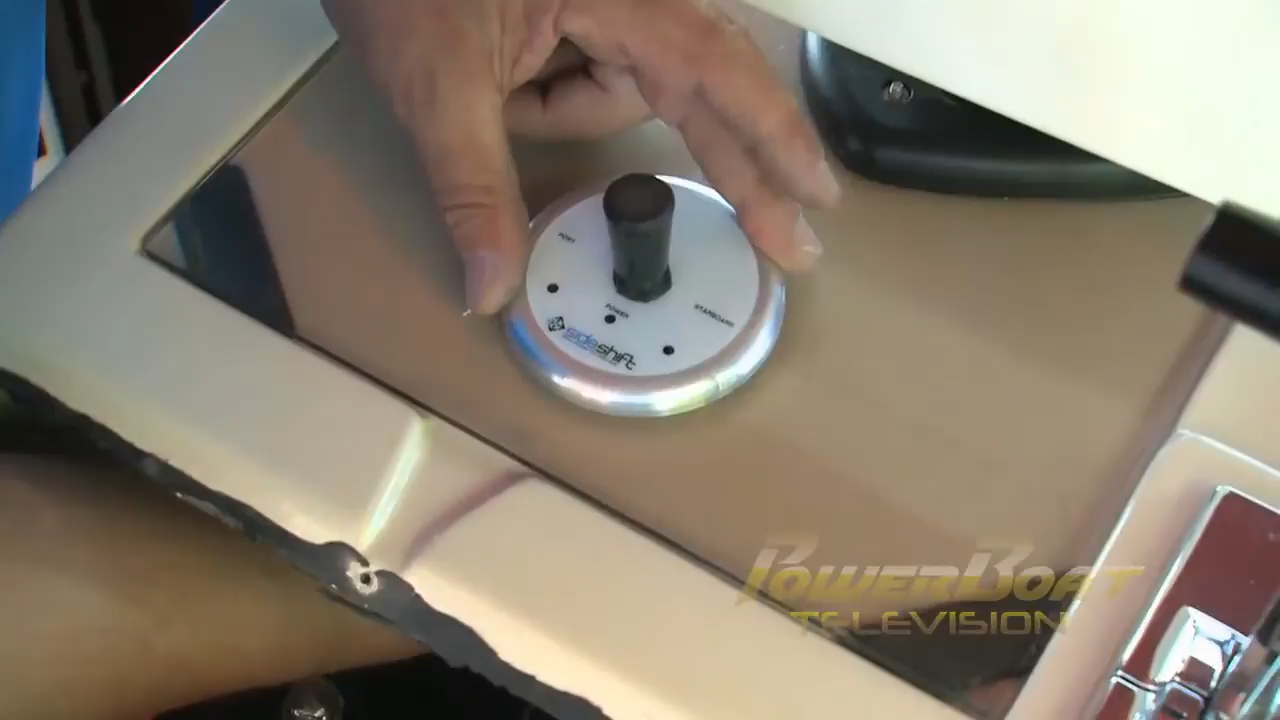 PORT
POWER
STARBOARD
sideshift
POWERBOAT
TELEVISION